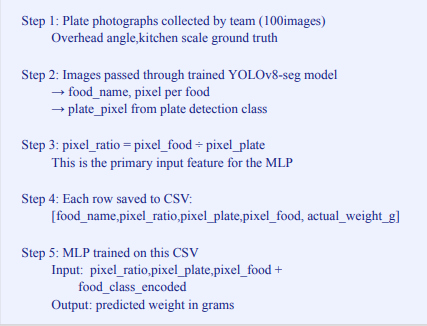 Step 1: Plate photographs collected by team (100images)
Overhead angle,kitchen scale ground truth
Step 2: Images passed through trained YOLOv8-seg model
→ food_name, pixel per food
→ plate_pixel from plate detection class
Step 3: pixel_ratio = pixel_food ÷ pixel_plate
This is the primary input feature for the MLP
Step 4: Each row saved to CSV:
[food_name,pixel_ratio,pixel_plate,pixel_food, actual_weight_g]
Step 5: MLP trained on this CSV
Input:  pixel_ratio,pixel_plate,pixel_food +
food_class_encoded
Output: predicted weight in grams